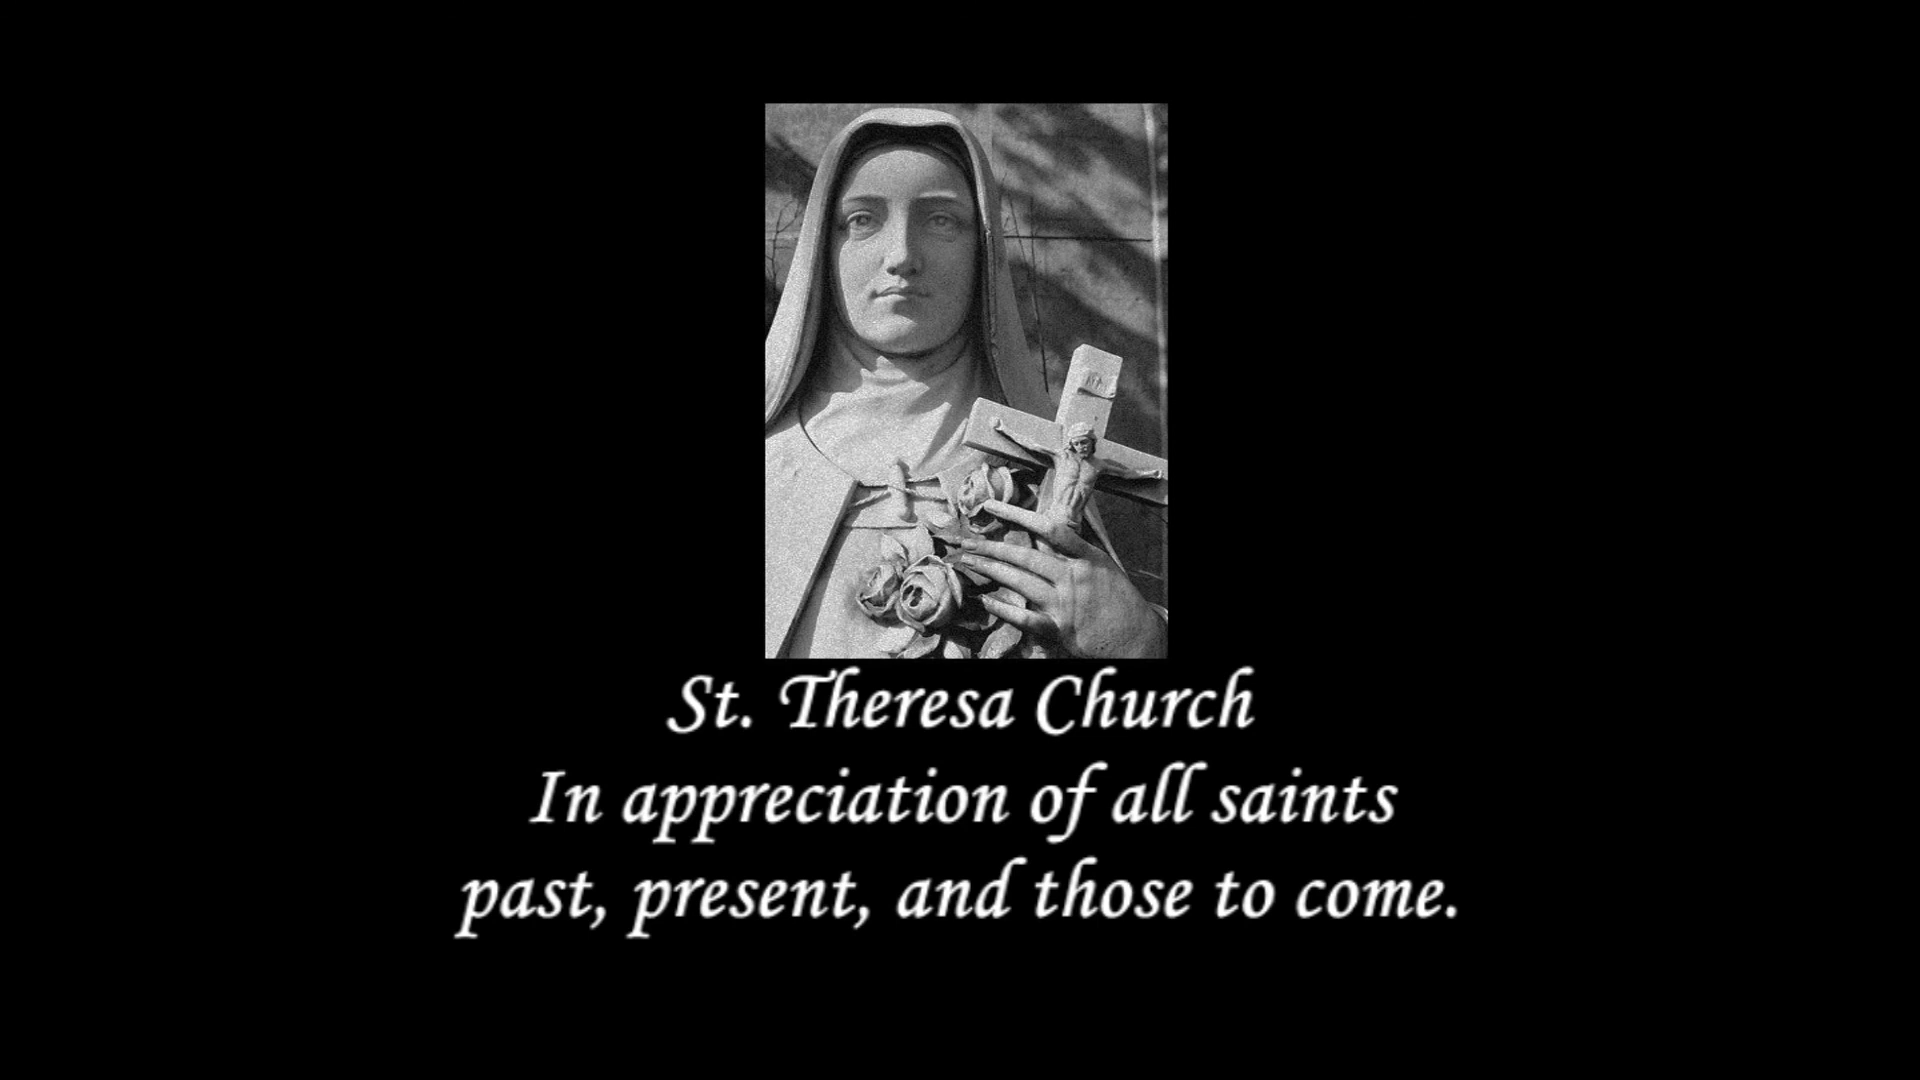 St. Theresa Church
In appreciation of all saints
past, present, and those to come.